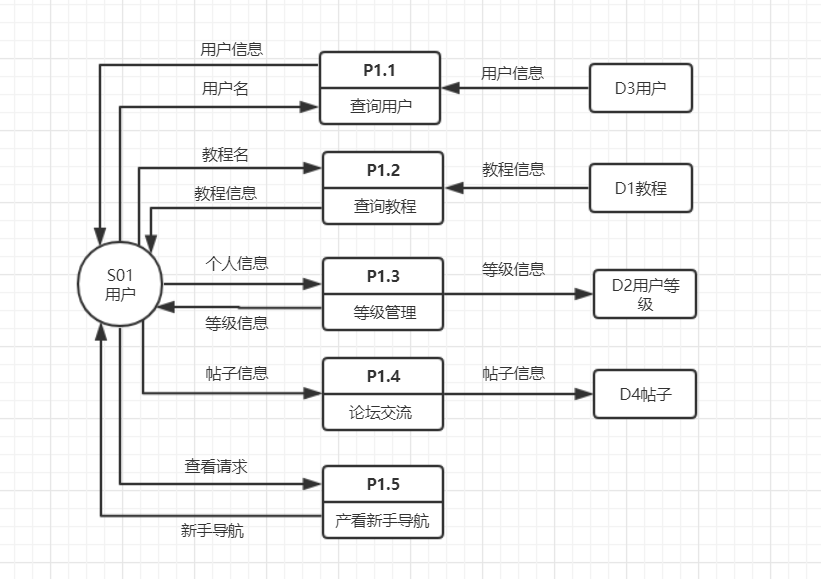 用户信息
P1.1
用户信息
用户名
查询用户
D3用户
教程名
P1.2
教程信息
教程信息
查询教程
D1教程
S01
用户
个人信息
P1.3
等级信息
等级信息
等级管理
D2用户等
级
帖子信息
P1.4
帖子信息
论坛交流
D4帖子
查看请求
P1.5
新手导航
产看新手导航